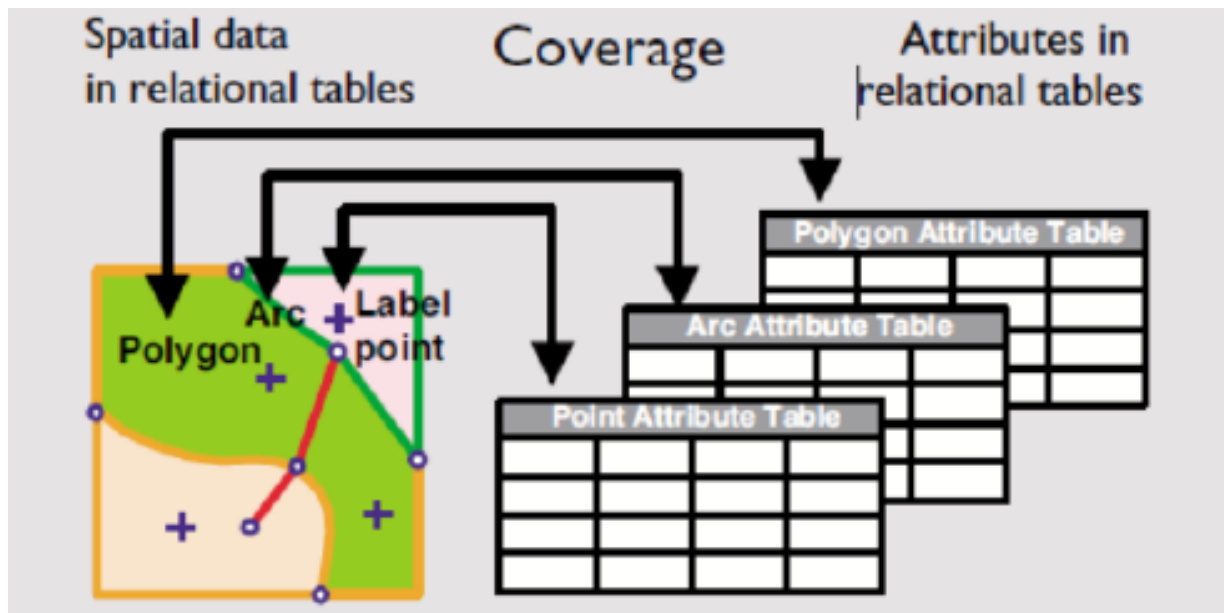 Spatial data
in relational tables
Coverage
Attributes in
relational tables
Polygon Attribute Table
Arc Attribute Table
Point Attribute Table
Arc
Label
point
Polygon